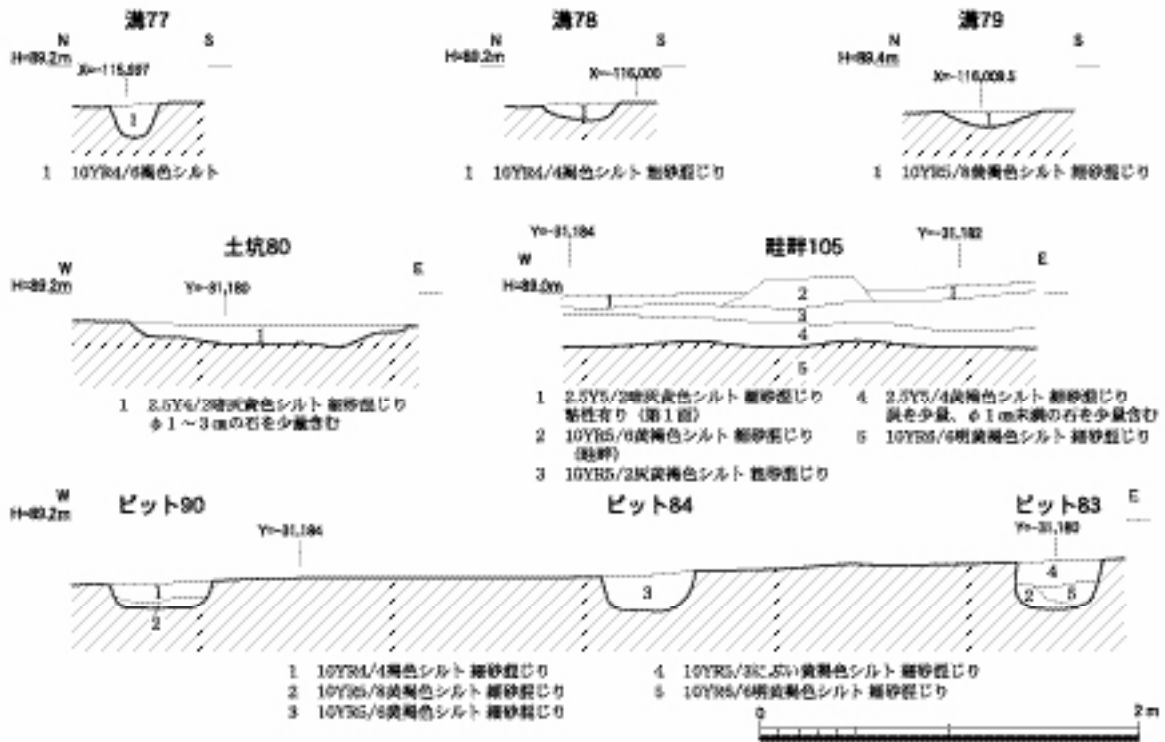 溝77
N
S
H=89.2m
X=-115,997
1
1 10YR4/6褐色シルト
溝78
N
S
H=89.2m
X=-116,000
1
1 10YR4/4褐色シルト 粗砂混じり
溝79
N
S
H=89.4m
X=-116,009.5
1
1 10YR5/8黄褐色シルト 細砂混じり
土坑80
W
E
H=89.2m
Y=-31,180
1
1 2.5Y4/2暗灰黄色シルト 細砂混じり
φ1～3㎝の石を少量含む
畦畔105
Y=-31,184
Y=-31,182
W
E
H=89.0m
1
2
1
3
4
5
1 2.5Y5/2暗灰黄色シルト 細砂混じり
粘性有り（第1面）
2 10YR5/6黄褐色シルト 細砂混じり
（畦畔）
3 10YR5/2灰黄褐色シルト 粗砂混じり
4 2.5Y5/4黄褐色シルト 細砂混じり
炭を少量、φ1㎝未満の石を少量含む
5 10YR6/6明黄褐色シルト 細砂混じり
W
E
H=89.2m
ピット90
ピット84
ピット83
Y=-31,184
Y=-31,180
1
2
3
4
2
5
1 10YR4/4褐色シルト 細砂混じり
2 10YR5/8黄褐色シルト 細砂混じり
3 10YR5/6黄褐色シルト 細砂混じり
4 10YR5/3にぶい黄褐色シルト 細砂混じり
5 10YR6/6明黄褐色シルト 細砂混じり
0
2m